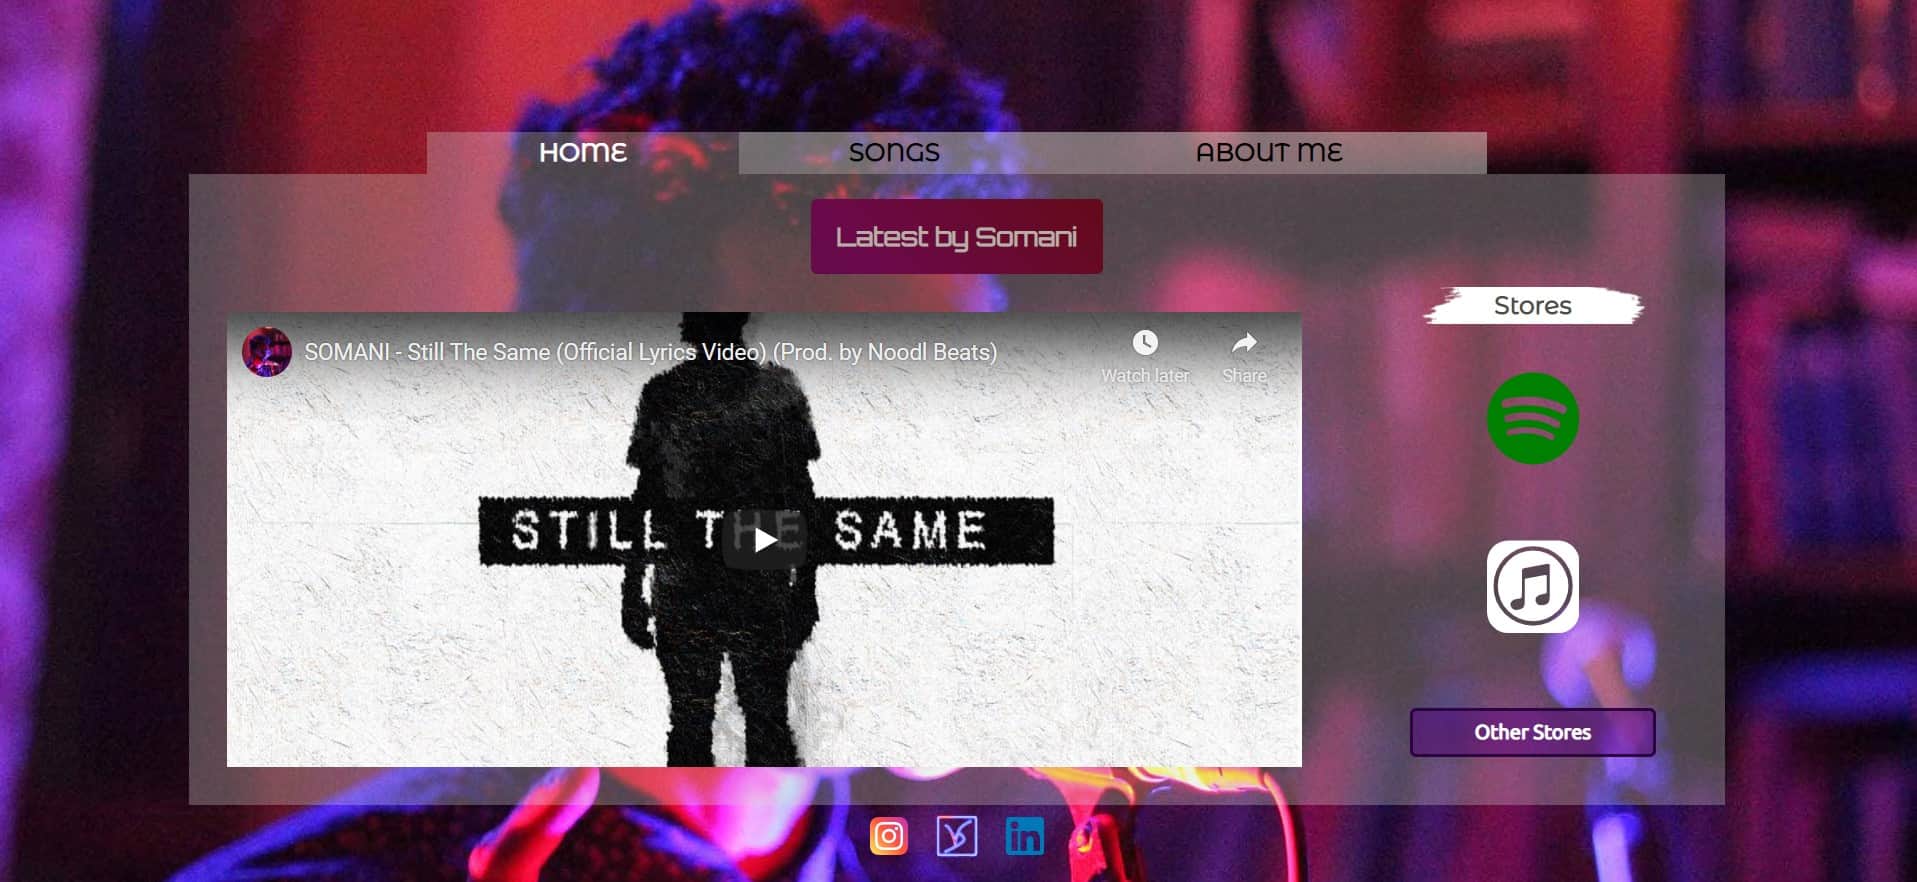 HOME
SONGS
ABOUT ME
Latest by Somani
Stores
SOMANI - Still The Same (Official Lyrics Video) (Prod. by Noodl Beats)
Watch later
Share
STILL THE SAME
Other Stores
in